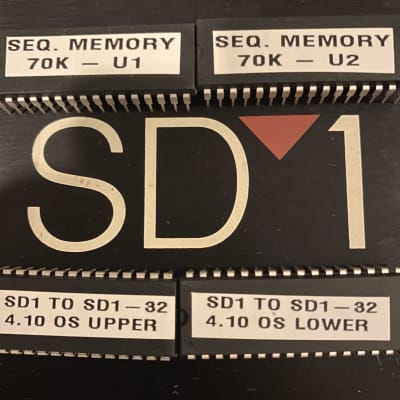 SEQ. MEMORY
70K — U1
SEQ. MEMORY
70K — U2
SD1
SD1 TO SD1—32
4.10 OS UPPER
SD1 TO SD1—32
4.10 OS LOWER